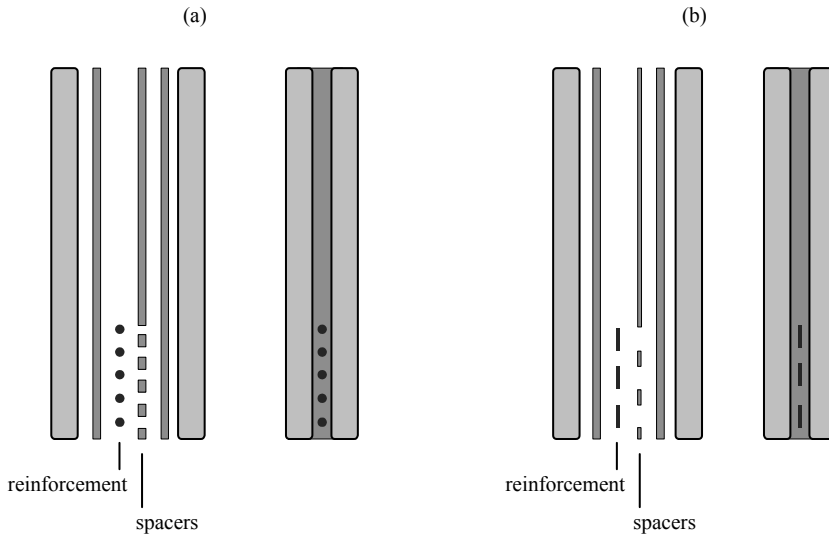 (a)
(b)
reinforcement
spacers
reinforcement
spacers